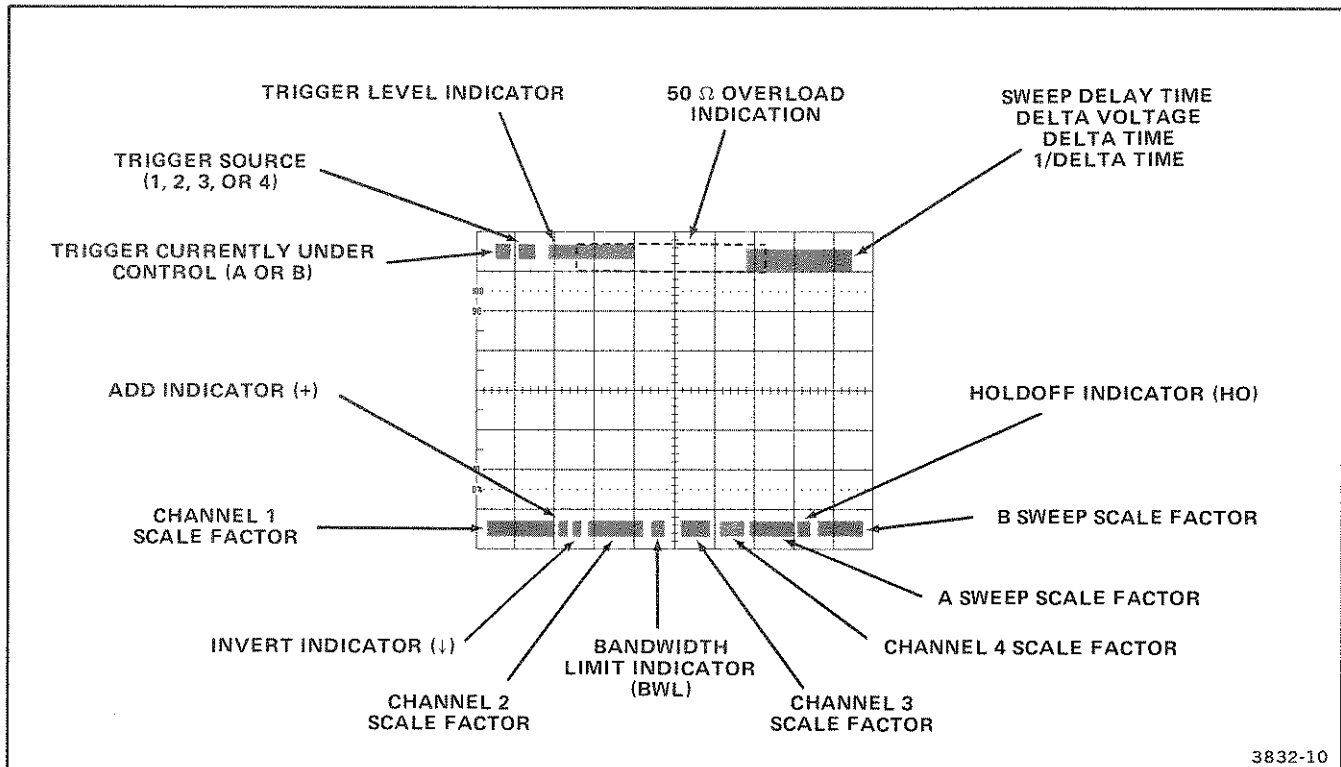 TRIGGER LEVEL INDICATOR
50 Ω OVERLOAD
INDICATION
SWEEP DELAY TIME
DELTA VOLTAGE
DELTA TIME
1/DELTA TIME
TRIGGER SOURCE
(1, 2, 3, OR 4)
TRIGGER CURRENTLY UNDER
CONTROL (A OR B)
90
ADD INDICATOR (+)
HOLDOFF INDICATOR (HO)
0%
CHANNEL 1
SCALE FACTOR
B SWEEP SCALE FACTOR
A SWEEP SCALE FACTOR
INVERT INDICATOR (↓)
BANDWIDTH
LIMIT INDICATOR
(BWL)
CHANNEL 4 SCALE FACTOR
CHANNEL 2
SCALE FACTOR
CHANNEL 3
SCALE FACTOR
3832-10